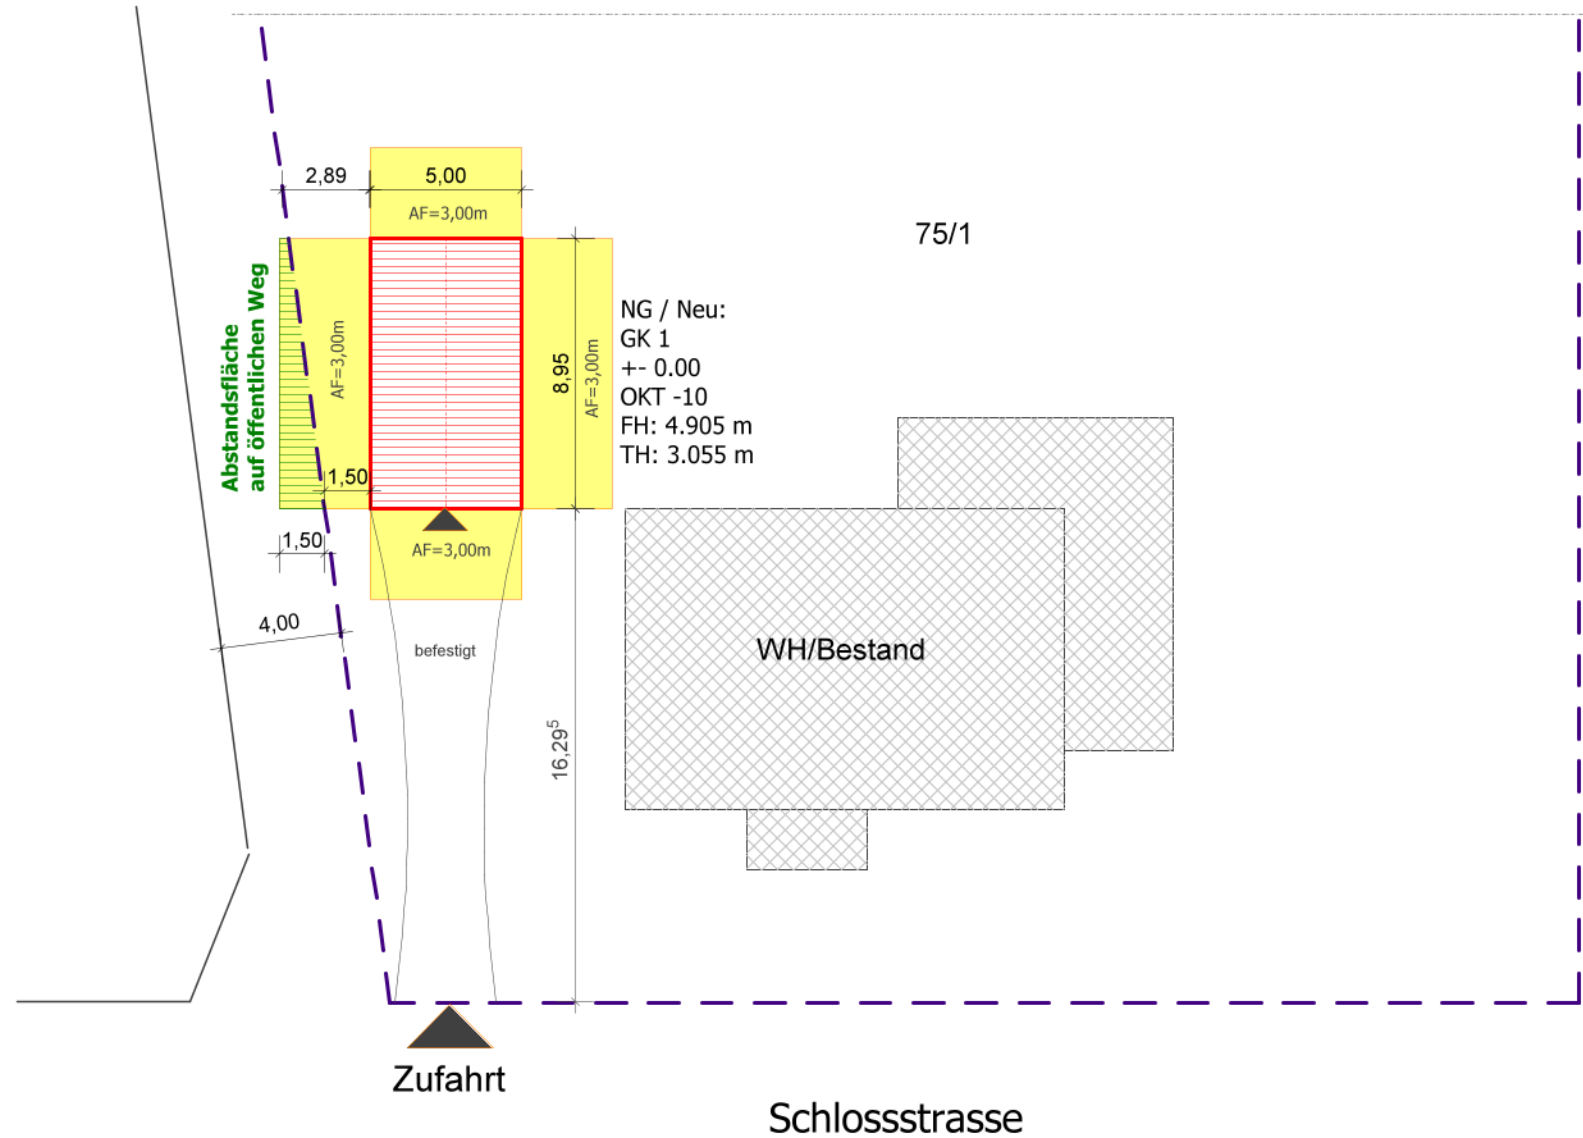 2,89
5,00
AF=3,00m
75/1
Abstandsfläche
auf öffentlichen Weg
AF=3,00m
8,95
AF=3,00m
NG / Neu:
GK 1
+- 0.00
OKT -10
FH: 4.905 m
TH: 3.055 m
1,50
1,50
AF=3,00m
4,00
befestigt
WH/Bestand
16,29⁵
Zufahrt
Schlossstrasse